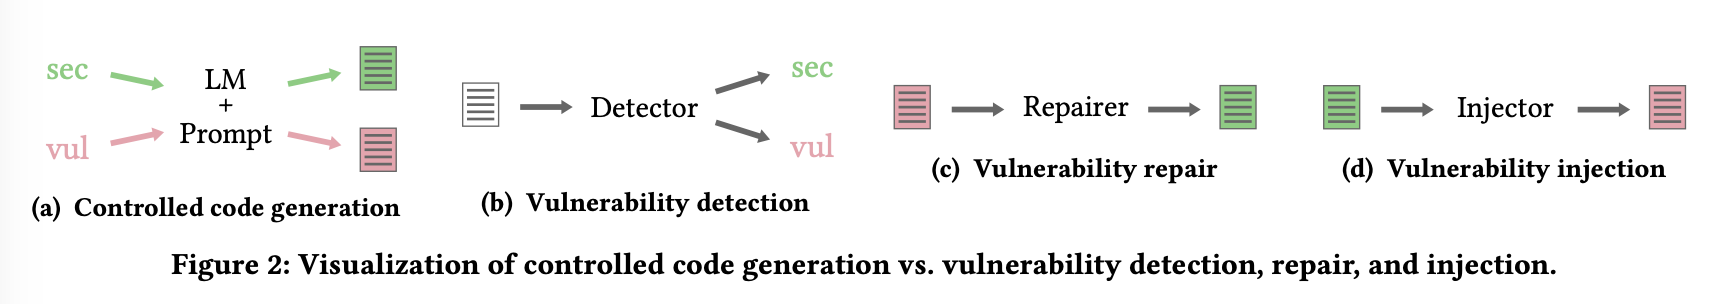 sec
vul
LM
+
Prompt
(a) Controlled code generation
Detector
sec
vul
(b) Vulnerability detection
Repairer
(c) Vulnerability repair
Injector
(d) Vulnerability injection
Figure 2: Visualization of controlled code generation vs. vulnerability detection, repair, and injection.